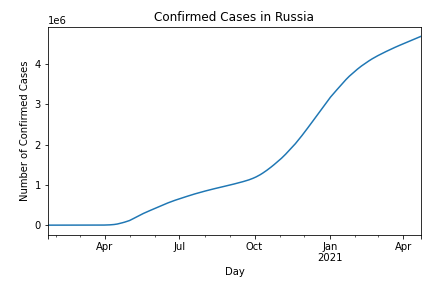 Confirmed Cases in Russia
1e6
4
3
2
1
0
Number of Confirmed Cases
Apr
Jul
Oct
Jan
2021
Apr
Day